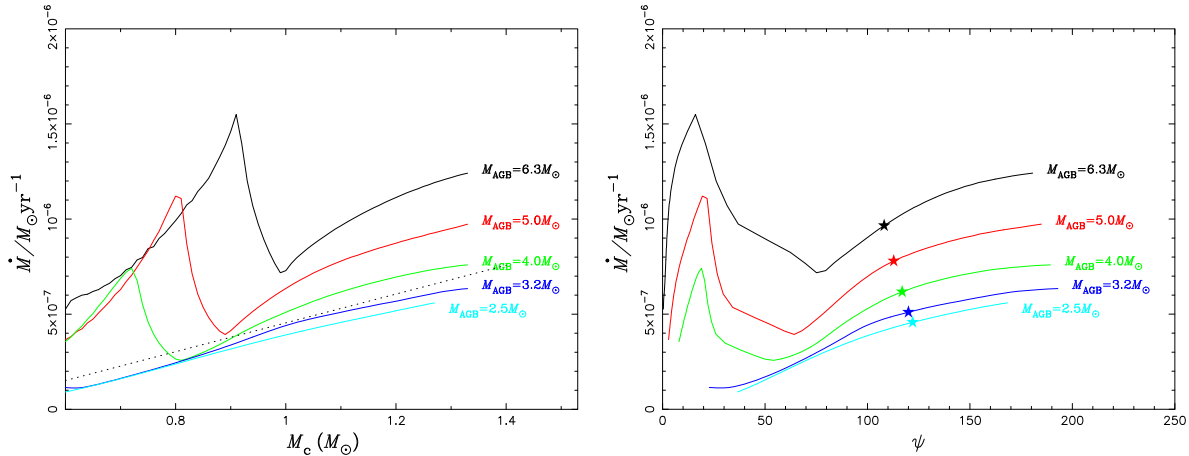 2×10⁻⁶
1.5×10⁻⁶
10⁻⁶
5×10⁻⁷
0
Ṁ/M⊙yr⁻¹
M_AGB=6.3M⊙
M_AGB=5.0M⊙
M_AGB=4.0M⊙
M_AGB=3.2M⊙
M_AGB=2.5M⊙
0.8 1 1.2 1.4
M_c (M⊙)
2×10⁻⁶
1.5×10⁻⁶
10⁻⁶
5×10⁻⁷
0
Ṁ/M⊙yr⁻¹
M_AGB=6.3M⊙
M_AGB=5.0M⊙
M_AGB=4.0M⊙
M_AGB=3.2M⊙
M_AGB=2.5M⊙
0 50 100 150 200 250
ψ